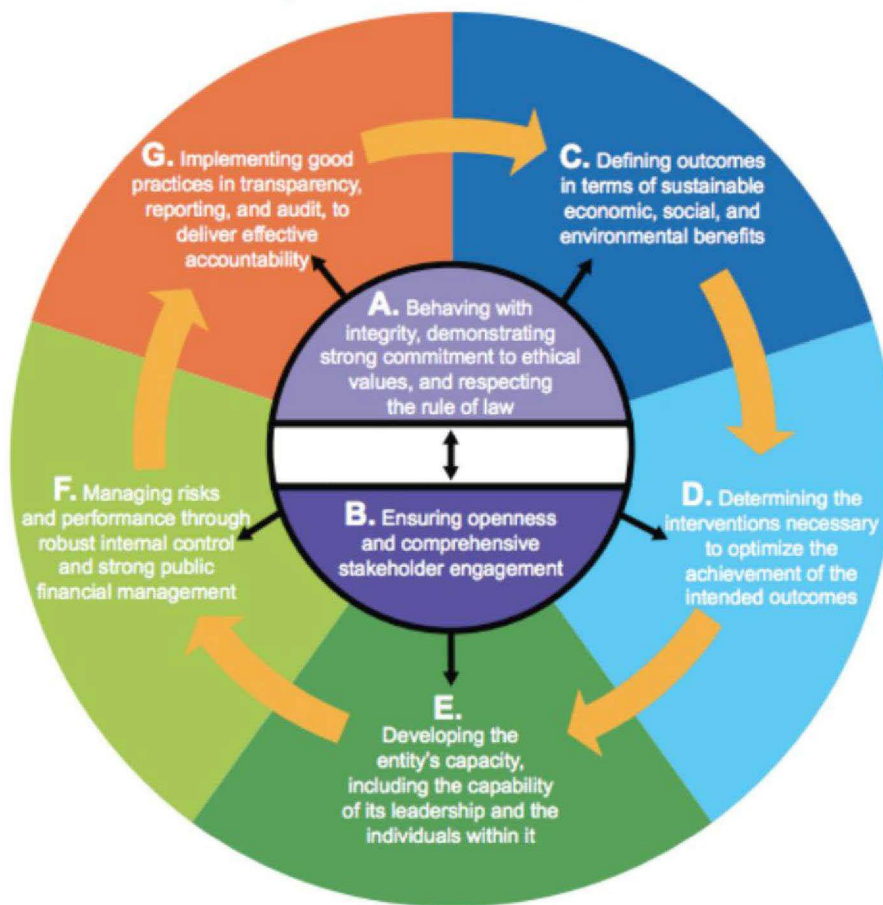 A. Behaving with
integrity, demonstrating
strong commitment to ethical
values, and respecting
the rule of law
B. Ensuring openness
and comprehensive
stakeholder engagement
C. Defining outcomes
in terms of sustainable
economic, social, and
environmental benefits
D. Determining the
interventions necessary
to optimize the
achievement of the
intended outcomes
E.
Developing the
entity's capacity,
including the capability
of its leadership and the
individuals within it
F. Managing risks
and performance through
robust internal control
and strong public
financial management
G. Implementing good
practices in transparency,
reporting, and audit, to
deliver effective
accountability